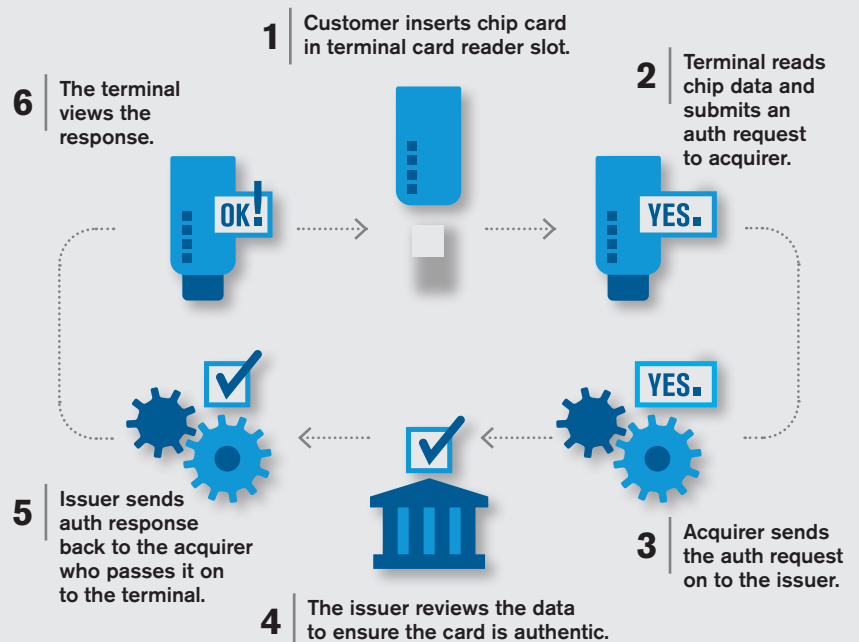 1
Customer inserts chip card
in terminal card reader slot.
2
Terminal reads
chip data and
submits an
auth request
to acquirer.
YES.
YES.
3
Acquirer sends
the auth request
on to the issuer.
4
The issuer reviews the data
to ensure the card is authentic.
5
Issuer sends
auth response
back to the acquirer
who passes it on
to the terminal.
6
The terminal
views the
response.
OK!